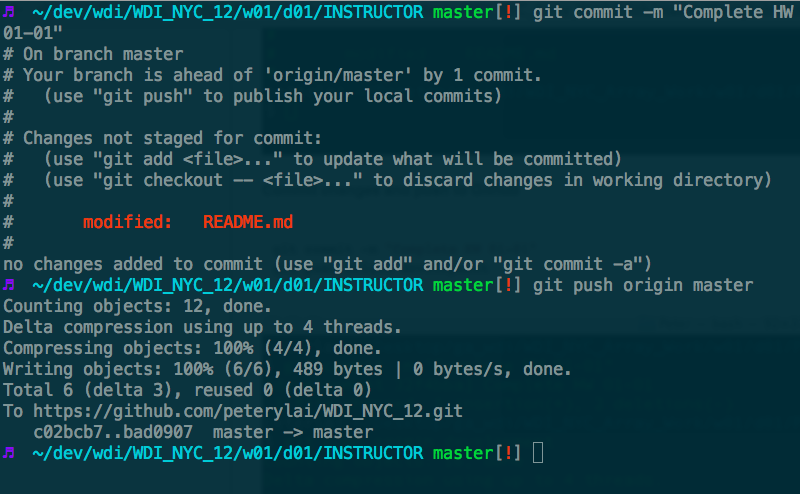 ♬ ~/dev/wdi/WDI_NYC_12/w01/d01/INSTRUCTOR master[!] git commit -m "Complete HW
01-01"
# On branch master
# Your branch is ahead of 'origin/master' by 1 commit.
#   (use "git push" to publish your local commits)
#
# Changes not staged for commit:
#   (use "git add <file>..." to update what will be committed)
#   (use "git checkout -- <file>..." to discard changes in working directory)
#
#       modified:   README.md
#
no changes added to commit (use "git add" and/or "git commit -a")
♬ ~/dev/wdi/WDI_NYC_12/w01/d01/INSTRUCTOR master[!] git push origin master
Counting objects: 12, done.
Delta compression using up to 4 threads.
Compressing objects: 100% (4/4), done.
Writing objects: 100% (6/6), 489 bytes | 0 bytes/s, done.
Total 6 (delta 3), reused 0 (delta 0)
To https://github.com/peterylai/WDI_NYC_12.git
   c02bcb7..bad0907  master -> master
♬ ~/dev/wdi/WDI_NYC_12/w01/d01/INSTRUCTOR master[!]